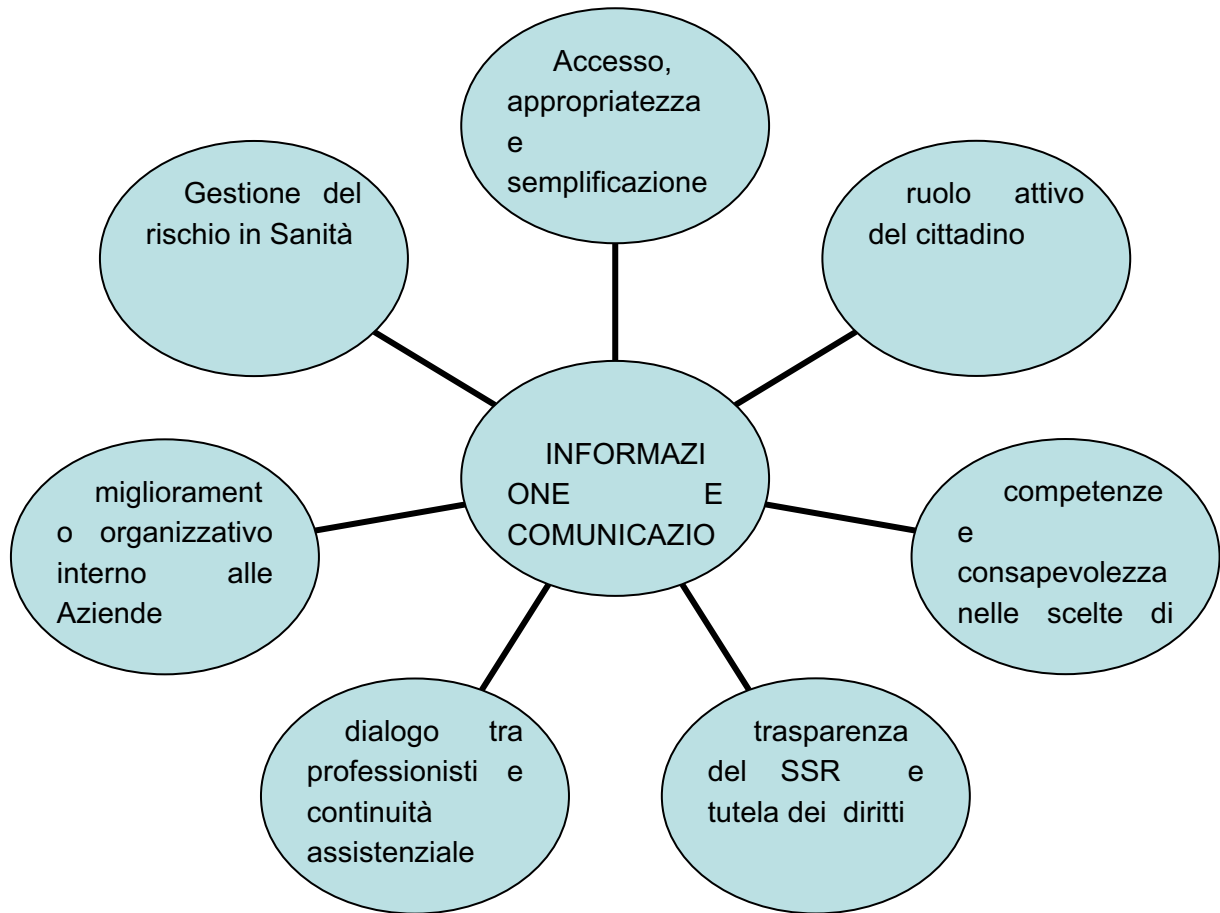 Accesso,
appropriatezza
e
semplificazione
Gestione del
rischio in Sanità
ruolo attivo
del cittadino
INFORMAZI
ONE E
COMUNICAZIO
migliorament
o organizzativo
interno alle
Aziende
competenze
e
consapevolezza
nelle scelte di
dialogo tra
professionisti e
continuità
assistenziale
trasparenza
del SSR e
tutela dei diritti